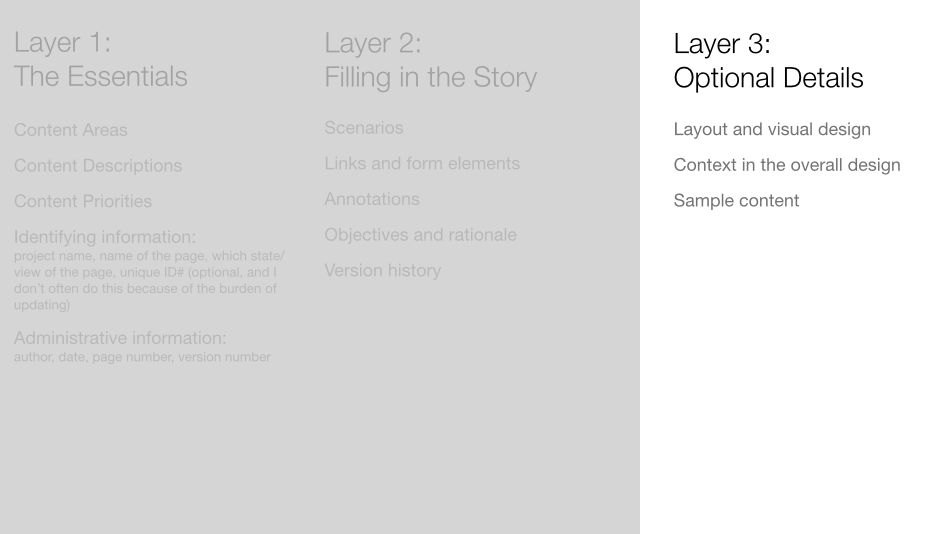 Layer 1:
The Essentials
Content Areas
Content Descriptions
Content Priorities
Identifying information:
project name, name of the page, which state/
view of the page, unique ID# (optional, and I
don't often do this because of the burden of
updating)
Administrative information:
author, date, page number, version number
Layer 2:
Filling in the Story
Scenarios
Links and form elements
Annotations
Objectives and rationale
Version history
Layer 3:
Optional Details
Layout and visual design
Context in the overall design
Sample content